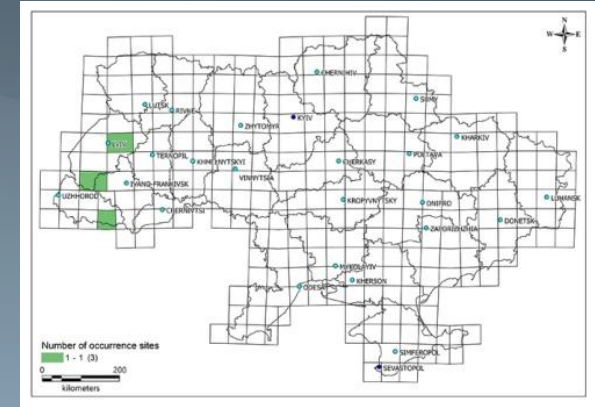 N
W E
S
CHERNIHIV
LUTSK
RIVNE
SUMY
KYIV
ZHYTOMYR
LVIV
KHARKIV
TERNOPIL
KHMELNYTSKYI
CHERKASY
POLTAVA
VINNYTSIA
IVANO-FRANKIVSK
UZHHOROD
CHERNIVTSI
KROPYVNYTSKY
DNIPRO
LUHANSK
DONETSK
ZAPORIZHZHIA
MYKOLAYIV
KHERSON
ODESA
Number of occurrence sites
1 - 1 (3)
0 200
kilometers
SIMFEROPOL
SEVASTOPOL